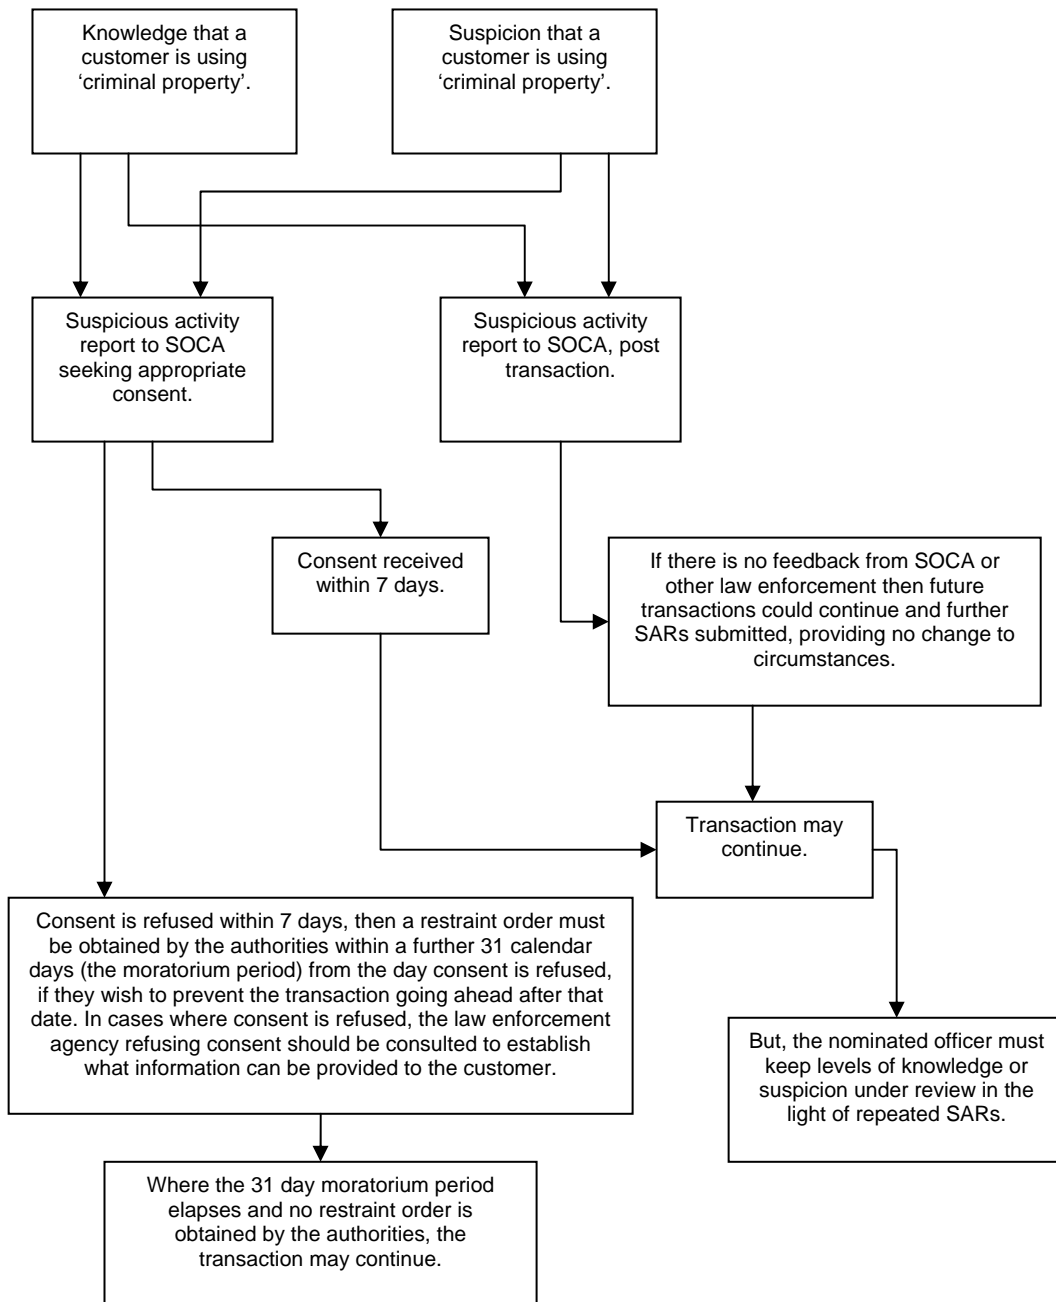 Knowledge that a
customer is using
‘criminal property’.
Suspicion that a
customer is using
‘criminal property’.
Suspicious activity
report to SOCA
seeking appropriate
consent.
Suspicious activity
report to SOCA, post
transaction.
Consent received
within 7 days.
If there is no feedback from SOCA or
other law enforcement then future
transactions could continue and further
SARs submitted, providing no change to
circumstances.
Transaction may
continue.
Consent is refused within 7 days, then a restraint order must
be obtained by the authorities within a further 31 calendar
days (the moratorium period) from the day consent is refused,
if they wish to prevent the transaction going ahead after that
date. In cases where consent is refused, the law enforcement
agency refusing consent should be consulted to establish
what information can be provided to the customer.
But, the nominated officer must
keep levels of knowledge or
suspicion under review in the
light of repeated SARs.
Where the 31 day moratorium period
elapses and no restraint order is
obtained by the authorities, the
transaction may continue.